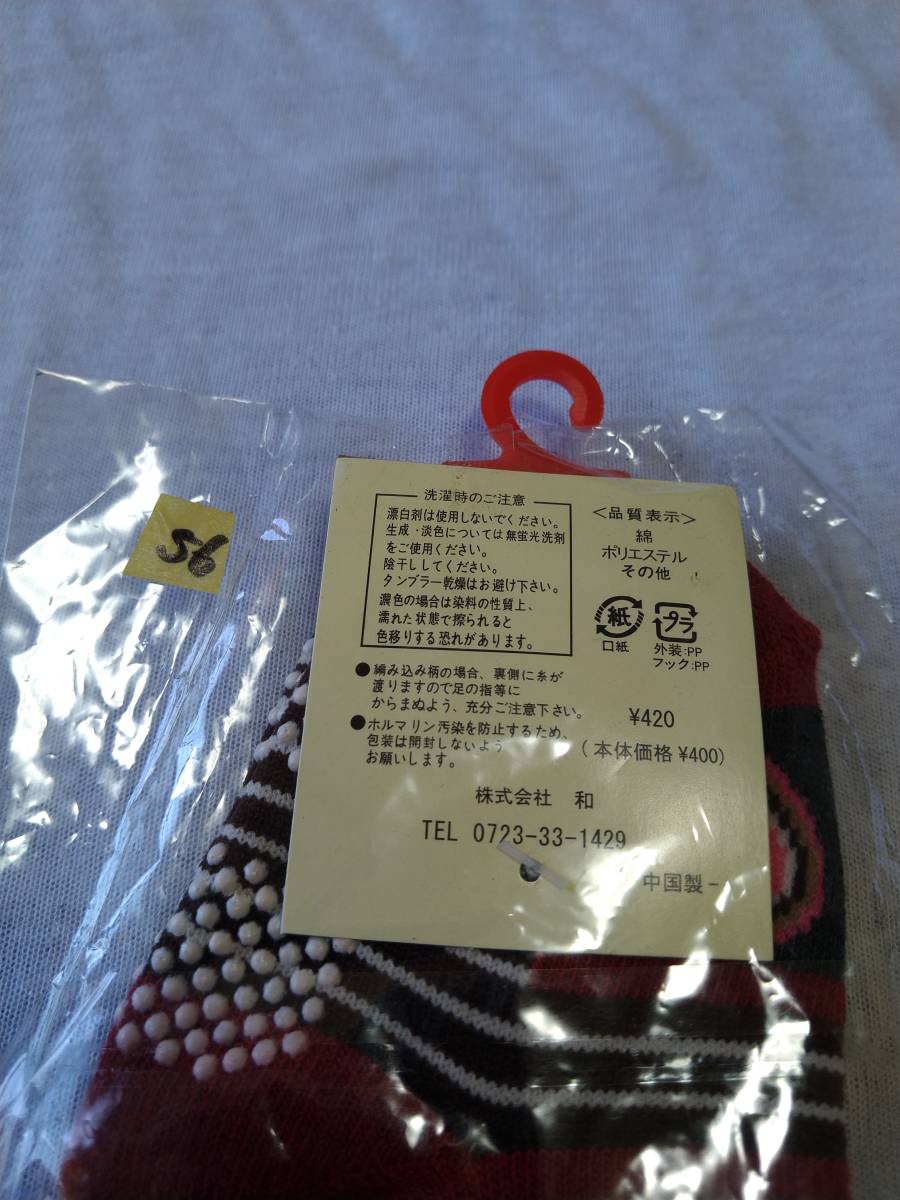 56
洗濯時のご注意
漂白剤は使用しないでください。
生成・淡色については無蛍光洗剤
をご使用ください。
陰干ししてください。
タンブラー乾燥はお避け下さい。
濃色の場合は染料の性質上、
濡れた状態で擦られると
色移りする恐れがあります。
●編み込み柄の場合、裏側に糸が
渡りますので足の指等に
からまぬよう、充分ご注意下さい。
●ホルマリン汚染を防止するため、
包装は開封しないよう
お願いします。
<品質表示>
綿
ポリエステル
その他
紙
プラ
口紙
外装:PP
フック:PP
¥420
(本体価格 ¥400)
株式会社 和
TEL 0723-33-1429
中国製-